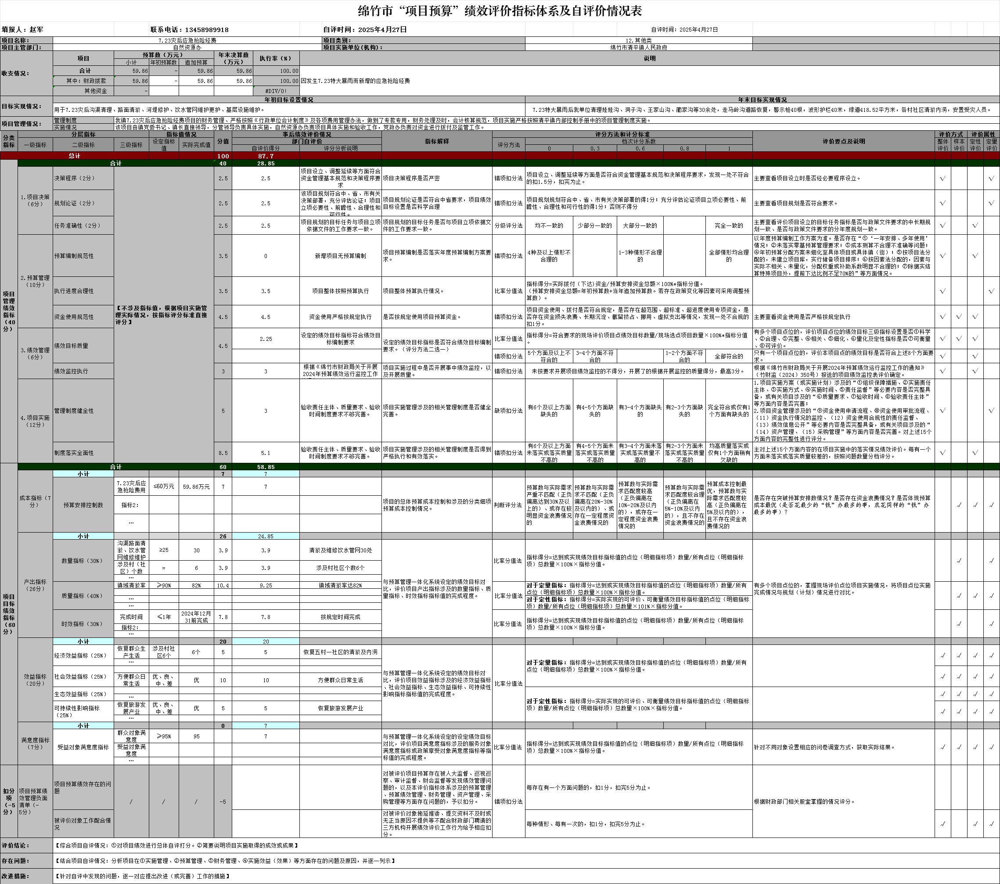 绵竹市“项目预算”绩效评价指标体系及自评价情况表
填报人：赵军
联系电话：13458989918
自评时间：2025年4月27日
自评时间：2025年4月27日
项目名称：
7.23灾后应急抢险经费
项目类别：
12.其他类
项目主管部门：
自然资源办
项目实施单位(机构)：
绵竹市清平镇人民政府
收支情况：
项目
预算数（万元）
年末决算数
（万元）
执行率（%）
说明
小计
年初预算数
追加预算
合计
59.86
-
59.86
59.86
100.00
因发生7.23特大暴雨而新增的应急抢险经费
其中：财政拨款
59.86
-
59.86
59.86
100.00
其他资金
-
#DIV/0!
目标实现情况：
年初目标设置情况
年末目标实现情况
用于7.23灾后沟渠清理、路面清淤、河堤修护、饮水管网维护更护、基层设施维护。
7.23特大暴雨后我单位清理娃娃沟、洞子沟、王家山沟、蔺家沟等30余处，走马岭沟道路恢复，警示桩40根，波形护栏40米，绿道418.52平方米，各村社区清淤内涝，安置受灾人员。
项目管理情况：
管理制度
我镇7.23灾后应急抢险经费项目的财务管理、严格按照《行政单位会计制度》及各项费用管理办法，做到了专款专用，财务处理及时，会计核算规范，项目实施严格按照清平镇内部控制手册中的项目管理制度实施。
实施情况
该项目由镇党委书记、镇长直接领导，分管领导负责具体实施，自然资源办负责项目具体实施和验收工作，党政办负责对资金进行拨付及监管工作。
分类
指标
分层指标
指标值情况
分值
事后绩效评价情况
指标解释
评分方法和计分标准
评价要点及说明
评价方式
评价属性
一级指标
二级指标
三级指标
设定指标
值
实际完成值
部门自评价
评分方法
档次计分系数
整体
评价
样本
评价
定性
评价
定量
评价
自评价得分
评分分析说明
0
0.3
0.6
0.8
1
总计
100
87.7
合计
40
28.85
项目
管理
绩效
指标
（40
分）
1.项目决策
（6分）
决策程序（2分）
【不涉及指标值，根据项目实施管
理实际情况，按指标评分标准直接
评分】
2.5
2.5
项目设立、调整延续等方面符合
资金管理基本规范和决策程序要
求
项目决策程序是否严密
错项扣分法
项目设立、调整延续等方面是否符合资金管理基本规范和决策程序要求，发现一处不符合
的扣1.5分，扣完为止。
主要查看项目设立时是否经必要程序设立。
√
√
规划论证（2分）
2.5
2.5
该项目规划符合中、省、市有关
决策部署，充分评估论证；项目
立项必要性、前瞻性、合理性和
可行性。
项目规划论证是否符合中省要求，项目绩效
目标设置是否科学合理
错项扣分法
项目规划规划符合中、省、市有关决策部署的得1分；充分评估论证项目立项必要性、前
瞻性、合理性和可行性的得1分；否则不得分
主要查看项目规划是否符合要求。
√
√
任务准确性（2分）
2.5
2.5
项目规划的目标任务与项目立项
依据文件的工作要求一致。
项目规划的目标任务是否与项目立项依据文
件的工作要求一致。
分级评分法
均不一致的
少部分一致的
大部分一致的
完全一致的
主要查看评价项目设立的目标任务指标是否与政策文件要求的中长期规
划一致、是否与政策文件要求的分年度规划一致。
√
√
2.预算管理
（10分）
预算编制规范性
3.5
0
新增项目无预算编制
项目预算编制是否落实年度预算编制方案要
求。
错项扣分法
4种及以上情形不
合理的
1-3种情形不合理
的
全部情形均合理
的
以年度预算编制工作方案为准。是否存在“①‘一年安排、多年使用’
情况；②未落实零基预算管理要求；③成本测算不合理不准确等问题；
④年初预算分配方案未细化至具体项目或具体镇（街）；⑤按项目法分
配的，未建立项目库，实行储备项目排序；⑥按因素法分配的，因素与
实际不相关、未量化，分配权重或补助系数明显不合理的；⑦除据实结
算特殊项目外，提前下达比例不足70%的”等方面情况。
√
√
执行进度合理性
3.5
3.5
项目整体按照预算执行
项目整体预算执行情况。
比率分值法
指标得分=实际拨付（下达)资金/预算安排资金总额×100%*指标分值。
（预算安排资金总额=年初预算数+当年追加预算数。若存在政策变化等因素可采用调整预
算数）。
√
√
资金使用规范性
4.5
4.5
资金使用严格按规定执行
是否按规定使用项目预算资金。
错项扣分法
项目资金使用、拨付是否符合规定，是否存在超范围、超标准、超进度使用专项资金，是
否存在资金损失浪费、长期沉淀、截留挤占、挪用、虚拟支出等情况，发现一处不合规的
扣1分。
主要查看资金使用是否严格按规定执行
√
√
√
3.绩效管理
（6分）
绩效目标质量
4.5
2.25
设定的绩效目标指标符合绩效目
标编制要求
设定的绩效目标指标是否符合绩效目标编制
要求。（评分方法二选一）
比率分值法
指标得分=符合要求的现场评价项目点绩效目标数量/现场选点项目数量×100%*指标分值
。
有多个项目点位的，评价项目点位的绩效目标三级指标设置是否①科学
、②合理、③完整、④相关、⑤细化、⑥量化及定性指标是否⑦可衡量
、⑧可评价。
√
√
√
错项扣分法
5个方面及以上不
符合的
3-4个方面不符
合的
1-2个方面不符
合的
全部符合的
只有一个项目点位的，评价本项目点的绩效目标是否符合上述8个方面要
求。
√
√
绩效监控执行
3
3
根据《绵竹市财政局关于开展
2024年预算绩效运行监控工作
项目实施过程中是否开展事中绩效监控，以
及开展质量。
错项扣分法
未按要求开展项目绩效监控的不得分，开展了的根据开展监控的质量得分，最高3分。
根据《绵竹市财政局关于开展2024年预算绩效运行监控工作的通知》
（竹财监（2024）350号）报送的项目绩效监控表评价确定。
√
√
4.项目实施
（12分）
管理制度健全性
5
3
验收责任主体、质量要求、验收
时间制度要求不够完善。
项目实施管理涉及的相关管理制度是否健全
完善。
缺项扣分法
有6个及以上方面
缺失的
有4-5个方面缺
失的
有3-4个方面缺失
的
有2-3个方面缺
失的
完全符合或仅有1
个方面有缺失的
1.项目实施方案（或实施计划）涉及的“①组织保障措施、②实施责任
主体、③实施方式、④实施时间、⑤责任监督”等必要内容是否完整具
备，或有关项目涉及的“⑥质量要求、⑦验收时间、⑧验收责任主体”
等方面内容是否完善；
2.项目资金管理涉及的“⑨资金使用申请流程、⑩资金使用审批流程、
（11）资金执行情况的监控、（12）资金使用合规性的责任监督、
（13）绩效信息公开”等必要内容是否完整具备，或有关项目涉及的“
（14）资产管理、（15）采购管理”等方面内容是否完善。对上述15个
方面内容的完整性进行评分。
√
√
制度落实全面性
8.5
5.1
验收责任主体、质量要求、验收
时间制度要求不够完善。
项目实施管理涉及的相关管理制度是否得到
严格执行和有效落实。
错项扣分法
有6个及以上方面
未落实或落实质量
不高的
有4-5个方面未落
实或落实质量
不高的
有3-4个方面未落
实或落实质量不
高的
有2-3个方面未落
实或落实质量
不高的
均高质量落实或
仅有1个方面稍有
欠缺的
主对上述15个方面内容的在项目实施中的落实情况绩效评价。每有一个
方面未落实或落实质量较差的，按照问题数量分档评分。
√
√
合计
60
58.85
项目
目标
绩效
指标
（60
分）
小计
7
7
成本指标（7
分）
预算安排控制数
7.23灾后应
急抢险费用
≤60万元
59.86万元
7
7
项目的总体预算成本控制和涉及的分类细项
预算成本控制情况。
判断评分法
预算数与实际需求
严重不匹配（正负
偏离达到30%及以
上的）、或存在较
明显资金浪费情况
的
预算数与实际需
求不匹配（正负
偏离在20%-30%
及以内的）、或
存在一定程度资
金浪费情况的
预算数与实际需
求匹配度较高
（正负偏离在
10%-20%及以内
的），或存在一
定程度资金浪费
情况的
预算数与实际需
求匹配度较合理
（正负偏离在
5%-10%及以内
的），且不存在
资金浪费情况的
预算成本控制最
优，预算数与实
际需求匹配度较
高（正负偏离在
5%及以内的），
且不存在资金浪
费情况的
是否存在突破预算安排数情况？是否存在资金浪费情况？是否体现预算
成本最优（是否花最少的“钱”办最多的事，或花同样的“钱”办
最多的事）？
√
√
√
指标2：
…
小计
26
24.85
产出指标
（26分）
数量指标（30%）
沟渠路面清
淤、饮水管
网维修维护
≥25
30
3.9
3.9
清淤及维修饮水管网30处
与预算管理一体化系统设定的绩效目标对
比，评价项目产出指标涉及的数量指标、质
量指标、时效指标指标值的完成程度。
比率分值法
指标得分=达到或实现绩效目标指标值的点位（明细指标项）数量/所有点位（明细指标
项）总数量×100%×指标分值。
有多个项目点位的，掌握现场评价点位项目实施情况，将项目点位实施
完成情况与规划（计划）情况进行对比。
√
√
涉及村（社
区）个数
=
6
3.9
3.9
涉及村社区个数6个
…
质量指标（40%）
镇域清淤率
≥90%
82%
10.4
9.25
镇域清淤率达82%
比率分值法
对于定量指标：指标得分=达到或实现绩效目标指标值的点位（明细指标项）数量/所有
点位（明细指标项）总数量×100%×指标分值。
√
√
√
…
对于定性指标：指标得分=实际实现的可评价、可衡量绩效目标指标值的点位（明细指标
项）数量/所有点位（明细指标项）总数量×101%×指标分值。
…
时效指标（30%）
完成时间
≤1年
2024年12月
31前完成
7.8
7.8
按规定时间完成
比率分值法
指标得分=达到或实现绩效目标指标值的点位（明细指标项）数量/所有点位（明细指标
项）总数量×100%×指标分值。
√
√
指标2：
…
小计
20
20
效益指标
（20分）
经济效益指标（25%）
恢复群众生
产生活
涉及村社
区6个
6个
5
5
恢复五村一社区的清淤及内涝
与预算管理一体化系统设定的绩效目标对
比，评价项目效益指标涉及的经济效益指标
、社会效益指标、生态效益指标、可持续性
影响指标指标值的完成程度。
比率分值法
对于定量指标：指标得分=达到或实现绩效目标指标值的点位（明细指标项）数量/所有
点位（明细指标项）总数量×100%×指标分值。
√
√
√
√
…
社会效益指标（25%）
方便群众日
常生活
优、良、
中、差
优
10
10
方便群众日常生活
√
√
√
√
生态效益指标（25%）
…
对于定性指标：指标得分=实际实现的可评价、可衡量绩效目标指标值的点位（明细指标
项）数量/所有点位（明细指标项）总数量×100%×指标分值。
√
√
√
√
可持续性影响指标
（25%）
恢复旅游发
展产业
优、良、
中、差
优
5
5
恢复旅游发展产业
√
√
√
√
…
小计
0
7
满意度指标
（7分）
受益对象满意度指标
群众对象满
意度
≥95%
95
7
与预算管理一体化系统设定的设定绩效目标
对比，评价项目满意度指标涉及的服务对象
满意度指标或政策享受对象满意度指标等指
标值的完成程度。
比率分值法
指标得分=达到或实现绩效目标指标值的点位（明细指标项）数量/所有点位（明细指标
项）总数量×100%×指标分值。
针对不同对象设置相应的问卷调查方式，获取实际结果。
√
√
√
√
受益对象满
意度
…
扣分
项
（-5
分）
项目预算绩
效管理负面
清单（-
5分）
项目预算绩效存在的问
题
/
/
/
-5
对被评价项目预算存在被人大监督、巡视巡
察、审计监督、财会监督等发现绩效管理问
题的，以及本评价指标体系涉及的预算管理
、预算绩效管理、财务管理、资产管理、采
购管理等方面存在问题的，予以扣分。
错项扣分法
每存在有一个方面问题的，扣1分，扣完5分为止。
根据财政部门相关股室掌握的情况评分。
被评价对象工作配合情
况
对被评价对象拖延推诿、提交资料不及时或
无正当原因不提供等不配合财政部门聘请的
三方机构开展绩效评价工作行为给予相应扣
分。
每种情形、每有一次的，扣1分，扣完5分为止。
√
√
√
评价结论：
【综合项目自评情况：①对项目绩效进行总体自评打分。②简要说明项目实施取得的成效或成果】
存在问题：
【结合项目自评情况：分析项目在①实施管理、②预算管理、③财务管理、④实施效益（效果）等方面存在的问题及原因，并逐一列示】
改进措施：
【针对自评中发现的问题，逐一对应提出改进（或完善）工作的措施】